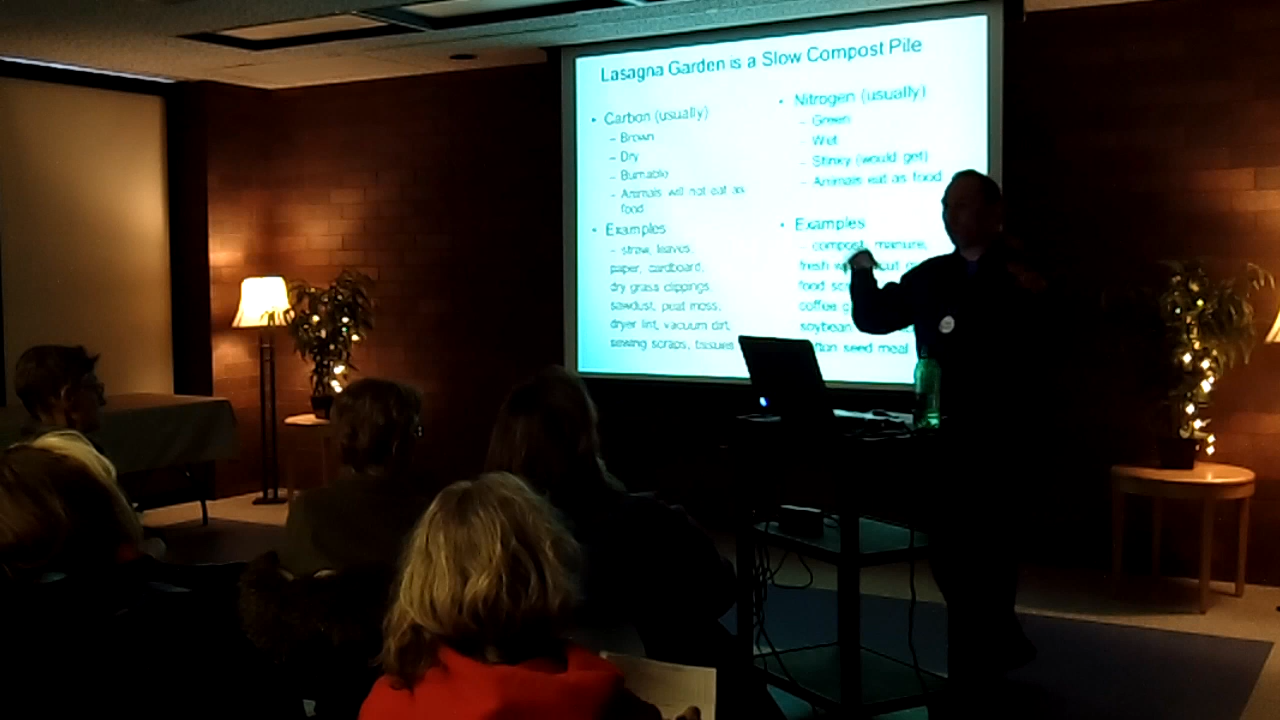 Lasagna Garden is a Slow Compost Pile
• Carbon (usually)
– Brown
– Dry
– Burnable
– Animals will not eat as
food
• Examples
– straw, leaves,
paper, cardboard,
dry grass clippings,
sawdust, peat moss,
dryer lint, vacuum dirt,
sewing scraps, tissues
• Nitrogen (usually)
– Green
– Wet
– Stinky (would get)
– Animals eat as food
• Examples
– compost, manure,
fresh cut
food
coffee
soybean
seed meal